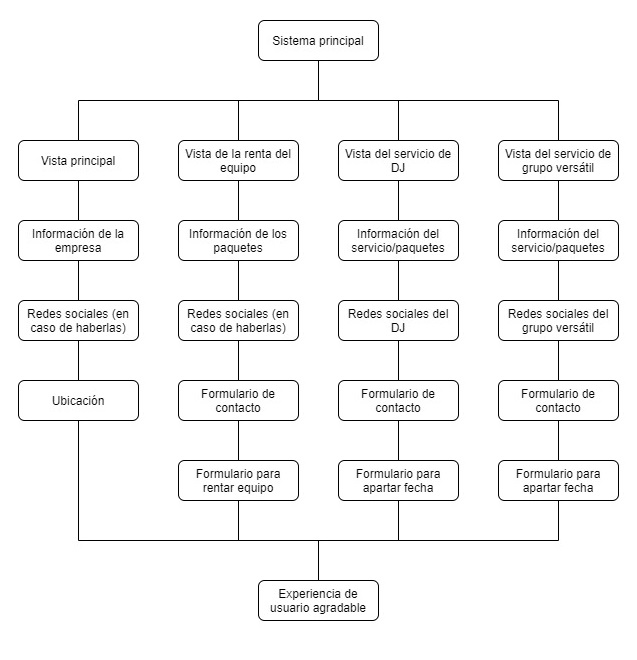 Sistema principal
Vista principal
Vista de la renta del
equipo
Vista del servicio de
DJ
Vista del servicio de
grupo versátil
Información de la
empresa
Información de los
paquetes
Información del
servicio/paquetes
Información del
servicio/paquetes
Redes sociales (en
caso de haberlas)
Redes sociales (en
caso de haberlas)
Redes sociales del
DJ
Redes sociales del
grupo versátil
Ubicación
Formulario de
contacto
Formulario de
contacto
Formulario de
contacto
Formulario para
rentar equipo
Formulario para
apartar fecha
Formulario para
apartar fecha
Experiencia de
usuario agradable